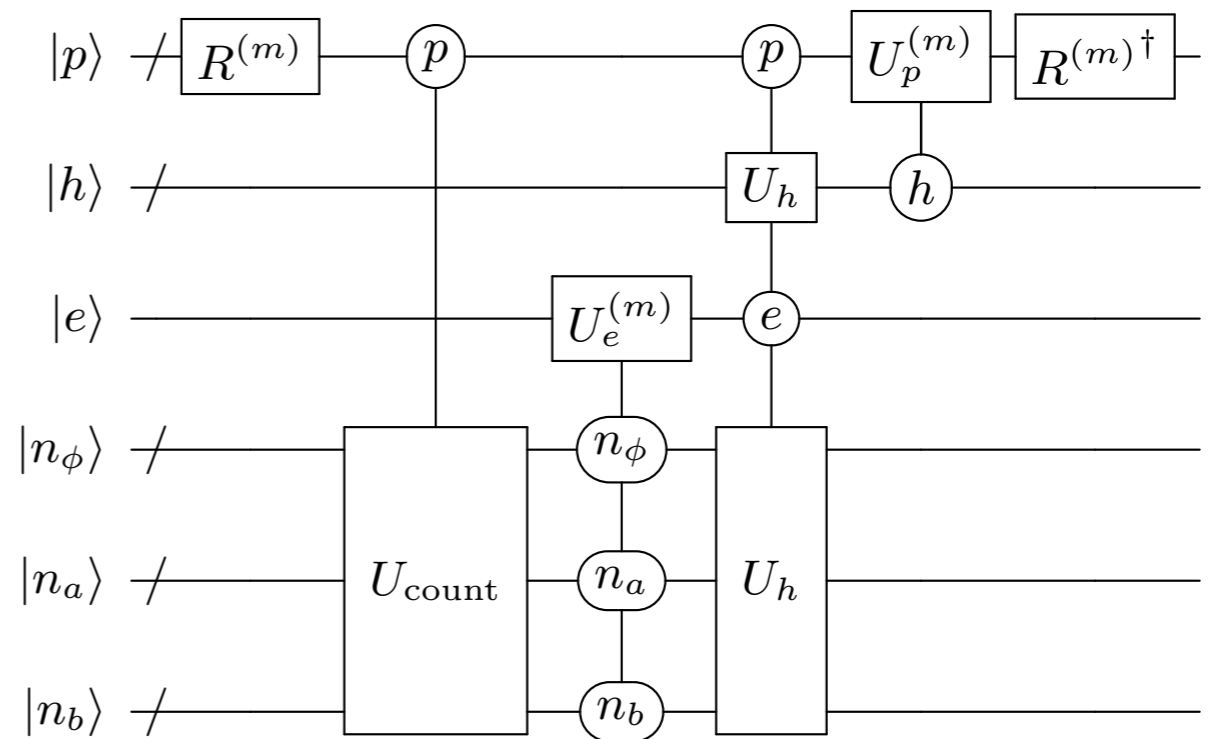 |p⟩ R^{(m)} p p U_p^{(m)} R^{(m)†}
|h⟩ U_h h
|e⟩ U_e^{(m)} e
|n_ϕ⟩ n_ϕ
|n_a⟩ U_count n_a U_h
|n_b⟩ n_b